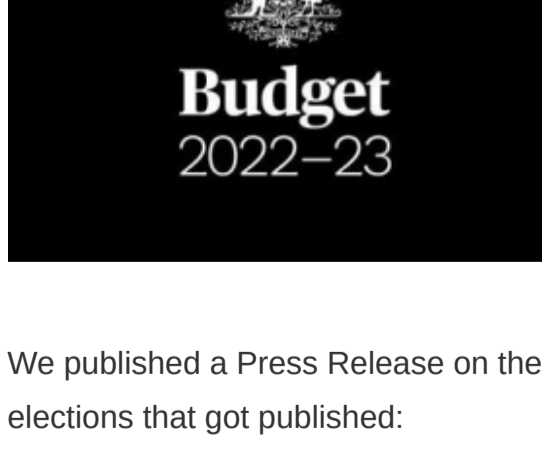 Budget
2022–23
We published a Press Release on the
elections that got published: